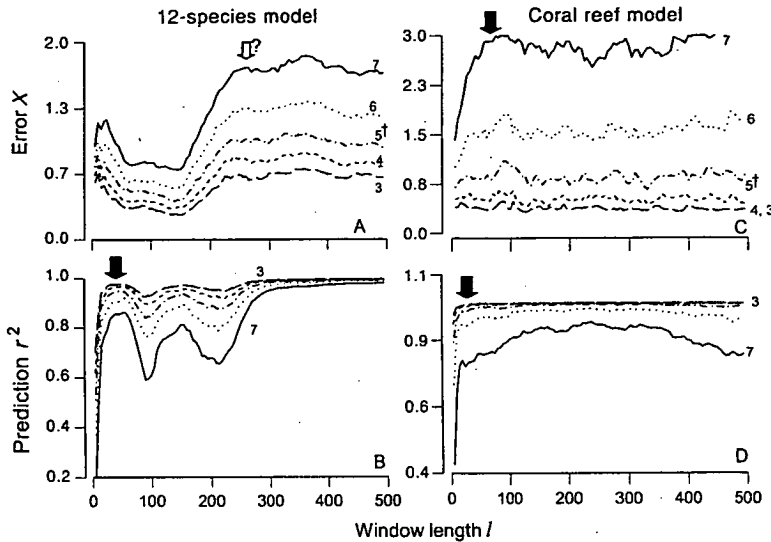 12-species model
Coral reef model
Error X
2.0
1.3
0.7
0.0
?
7
6
5†
4
3
A
3.0
2.3
1.5
0.8
0.0
7
6
5†
4, 3
C
Prediction r²
1.0
0.8
0.6
0.4
0.2
3
7
B
0 100 200 300 400 500
1.1
0.9
0.6
0.4
3
7
D
0 100 200 300 400 500
Window length l